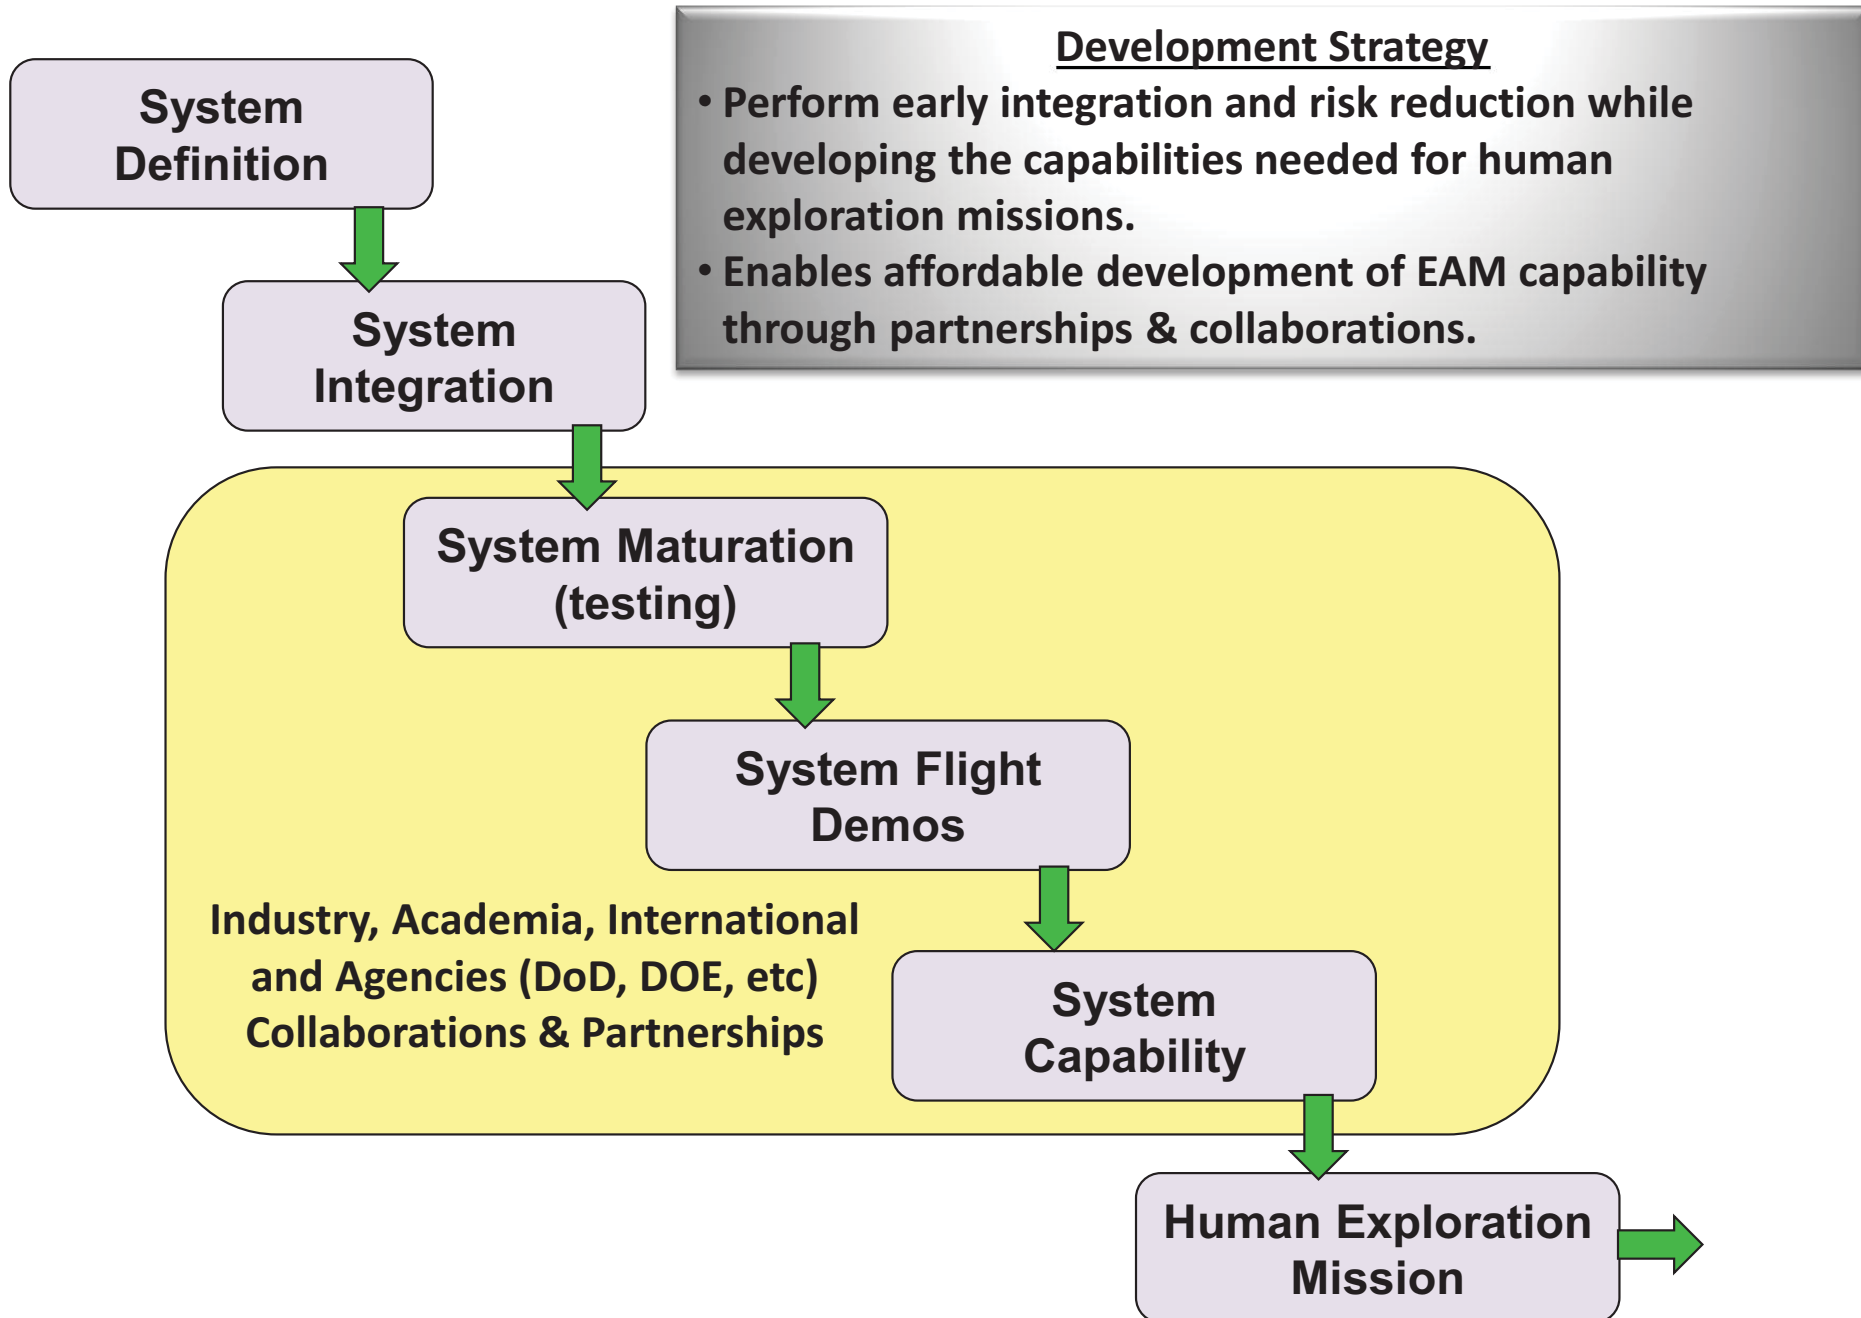 Development Strategy
• Perform early integration and risk reduction while
developing the capabilities needed for human
exploration missions.
• Enables affordable development of EAM capability
through partnerships & collaborations.
System
Definition
System
Integration
System Maturation
(testing)
System Flight
Demos
Industry, Academia, International
and Agencies (DoD, DOE, etc)
Collaborations & Partnerships
System
Capability
Human Exploration
Mission